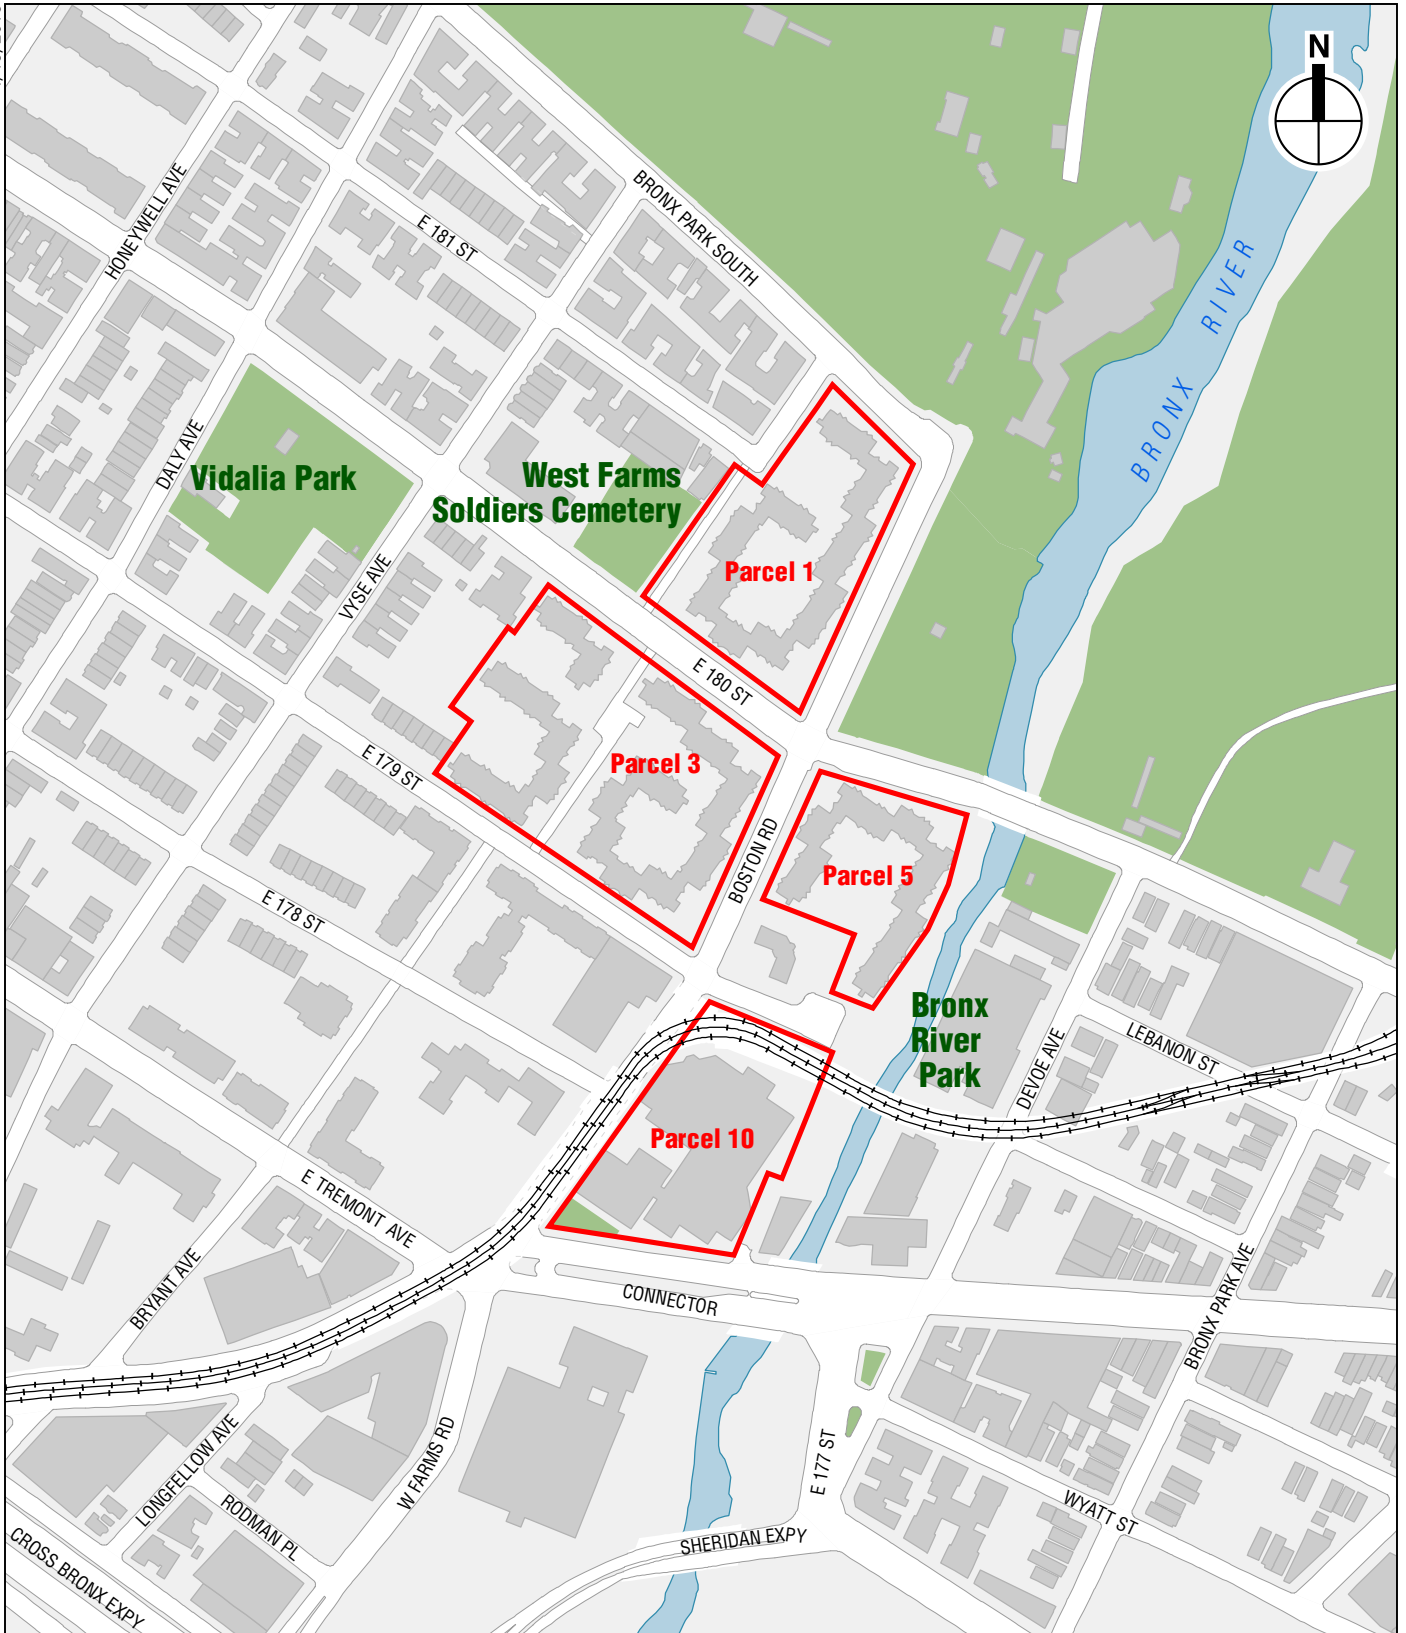 N
HONEYWELL AVE
BRONX PARK SOUTH
E 181 ST
BRONX RIVER
DALY AVE
Vidalia Park
West Farms
Soldiers Cemetery
VYSE AVE
Parcel 1
E 180 ST
E 179 ST
Parcel 3
BOSTON RD
Parcel 5
E 178 ST
Bronx
River
Park
DEVOE AVE
LEBANON ST
Parcel 10
E TREMONT AVE
BRYANT AVE
CONNECTOR
BRONX PARK AVE
LONGFELLOW AVE
W FARMS RD
E 177 ST
RODMAN PL
WYATT ST
SHERIDAN EXPY
CROSS BRONX EXPY